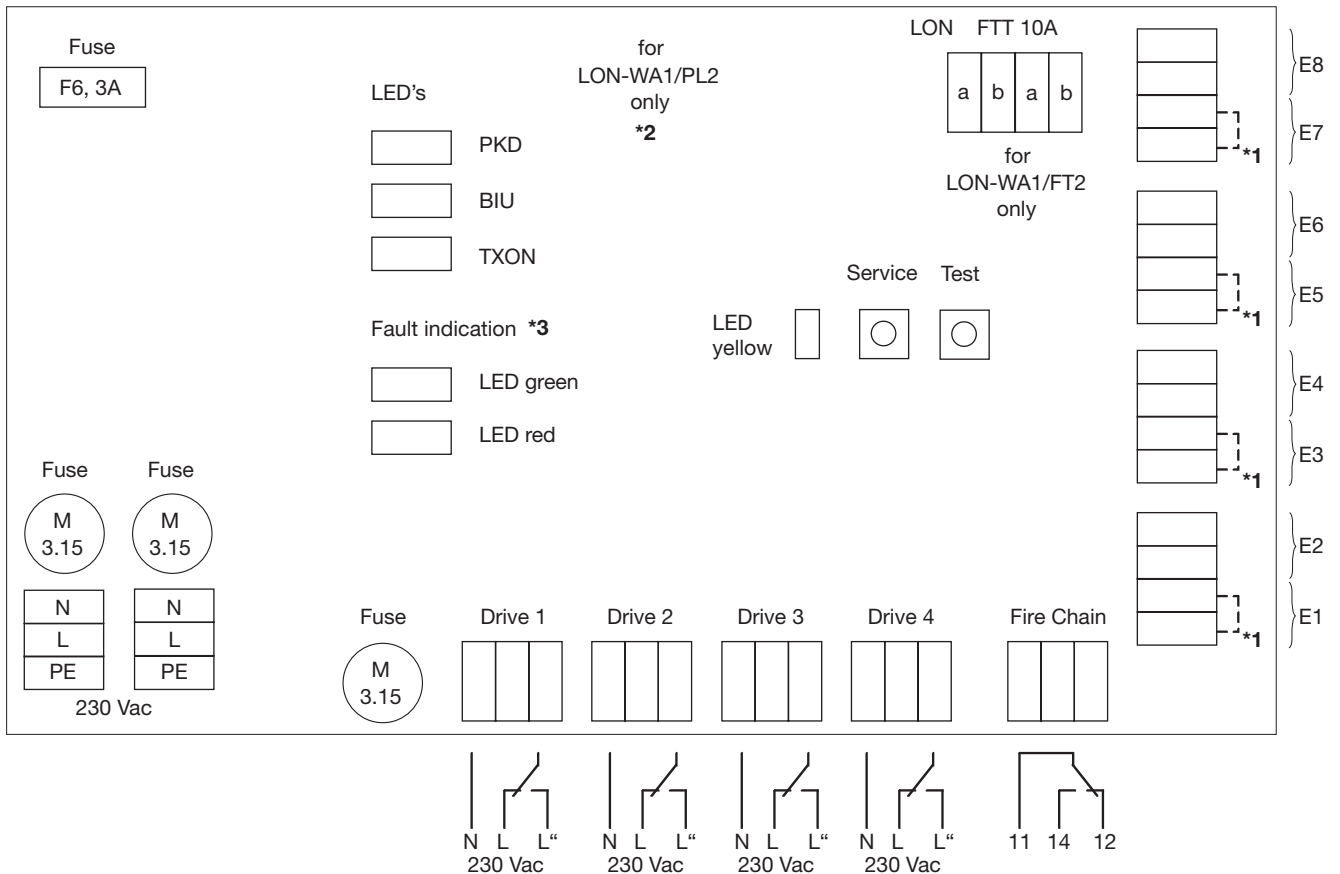 Fuse
F6, 3A
LED's
PKD
BIU
TXON
for
LON-WA1/PL2
only
*2
LON FTT 10A
a b a b
for
LON-WA1/FT2
only
E8
E7
*1
E6
E5
*1
E4
E3
*1
E2
E1
*1
Service Test
LED
yellow
Fault indication *3
LED green
LED red
Fuse Fuse
M
3.15
M
3.15
N
L
PE
N
L
PE
230 Vac
Fuse
M
3.15
Drive 1
Drive 2
Drive 3
Drive 4
Fire Chain
N L L“
230 Vac
N L L“
230 Vac
N L L“
230 Vac
N L L“
230 Vac
11 14 12